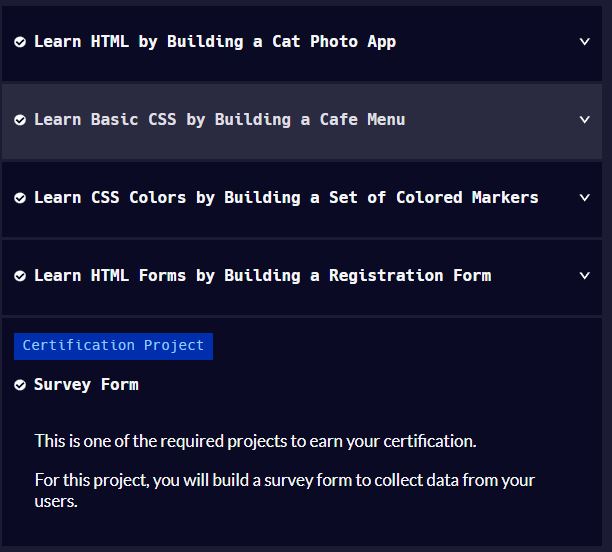 Learn HTML by Building a Cat Photo App
Learn Basic CSS by Building a Cafe Menu
Learn CSS Colors by Building a Set of Colored Markers
Learn HTML Forms by Building a Registration Form
Certification Project
Survey Form
This is one of the required projects to earn your certification.
For this project, you will build a survey form to collect data from your
users.